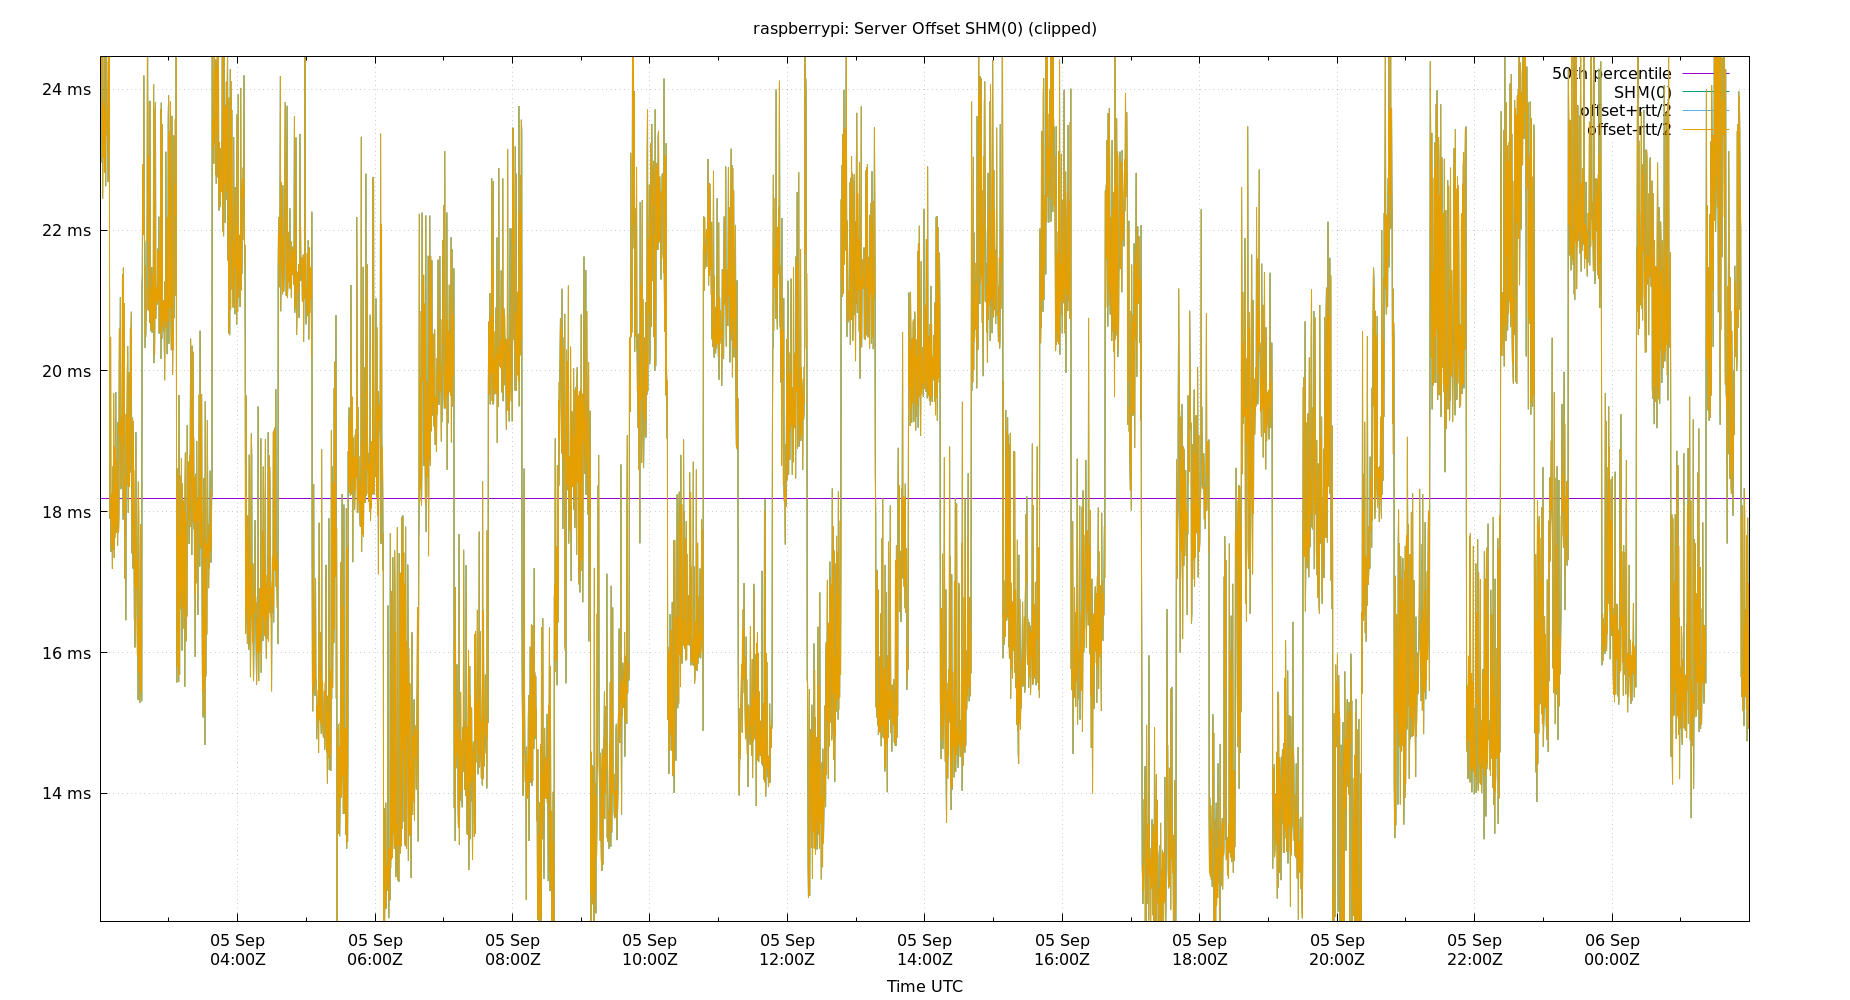 raspberrypi: Server Offset SHM(0) (clipped)
24 ms
22 ms
20 ms
18 ms
16 ms
14 ms
50th percentile
SHM(0)
offset+rtt/2
offset-rtt/2
05 Sep 05 Sep 05 Sep 05 Sep 05 Sep 05 Sep 05 Sep 05 Sep 05 Sep 05 Sep 06 Sep
04:00Z 06:00Z 08:00Z 10:00Z 12:00Z 14:00Z 16:00Z 18:00Z 20:00Z 22:00Z 00:00Z
Time UTC